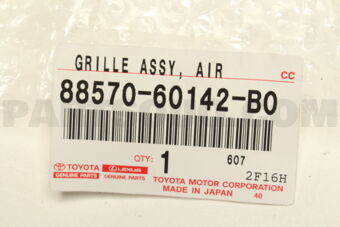 GRILLE ASSY, AIR
CC
88570-60142-B0
QTY: 1
607
2F16H
TOYOTA LEXUS
GENUINE PARTS GENUINE PARTS
TOYOTA MOTOR CORPORATION
MADE IN JAPAN 40